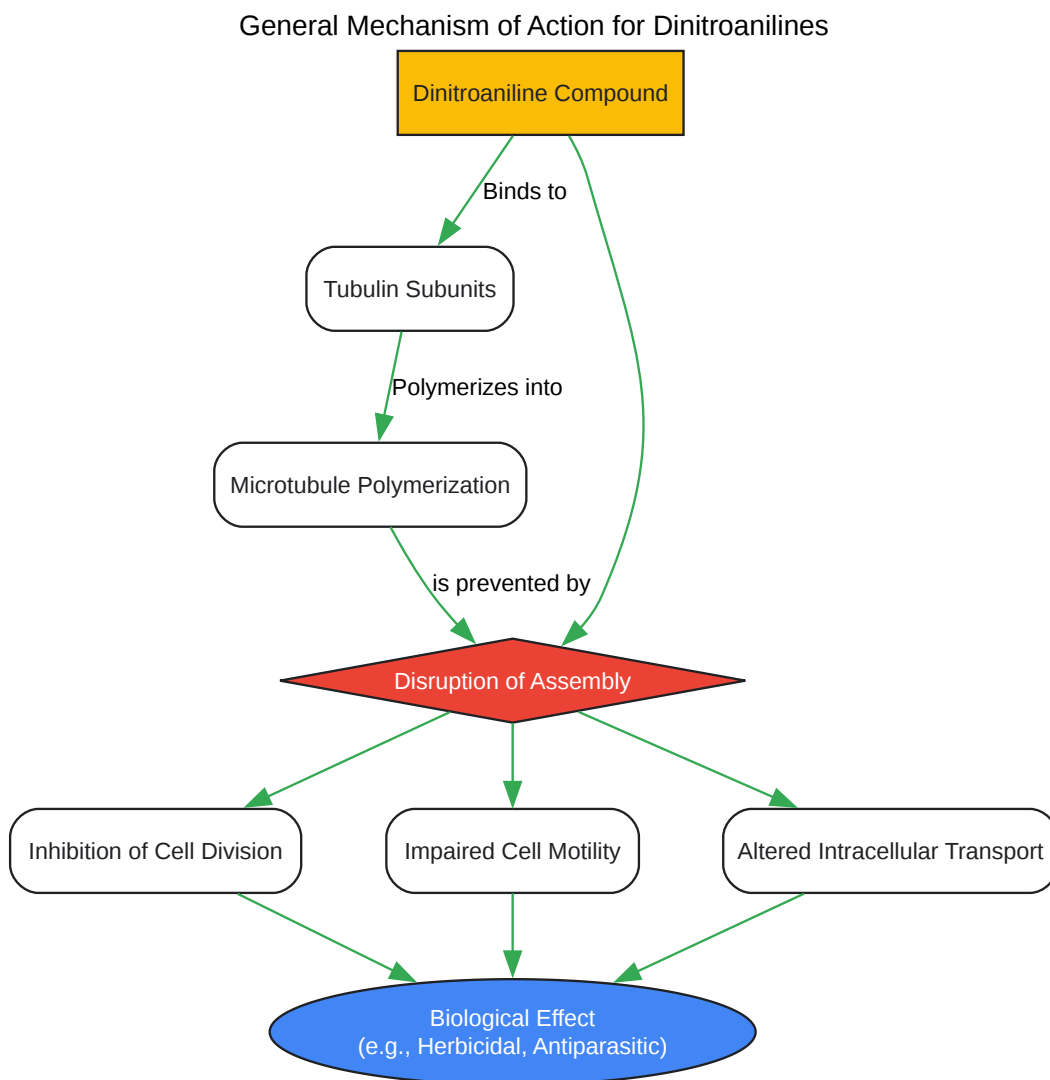 General Mechanism of Action for Dinitroanilines
Dinitroaniline Compound
Binds to
Tubulin Subunits
Polymerizes into
Microtubule Polymerization
is prevented by
Disruption of Assembly
Inhibition of Cell Division
Impaired Cell Motility
Altered Intracellular Transport
Biological Effect
(e.g., Herbicidal, Antiparasitic)